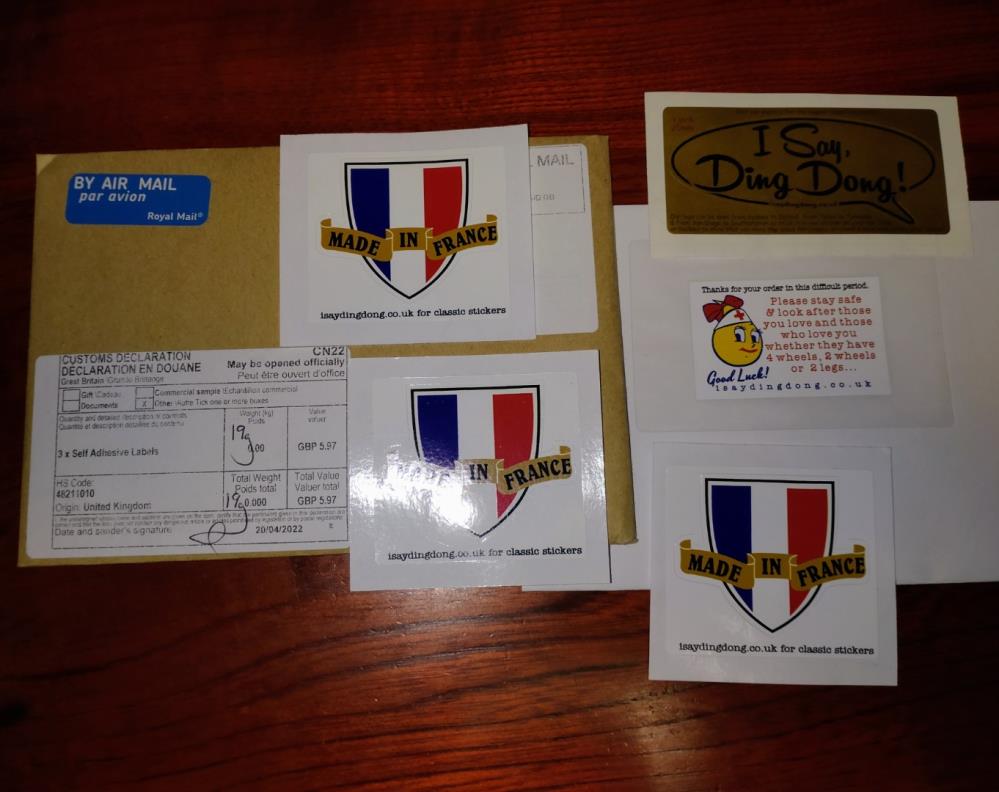 BY AIR MAIL
par avion
Royal Mail®
MAIL
MADE IN FRANCE
isaydingdong.co.uk for classic stickers
I Say,
Ding Dong!
isaydingdong.co.uk
Thanks for your order in this difficult period.
Please stay safe
& look after those
you love and those
who love you
whether they have
4 wheels, 2 wheels
or 2 legs...
Good Luck!
isaydingdong.co.uk
CUSTOMS DECLARATION
DÉCLARATION EN DOUANE
Great Britain \Grande Bretagne
CN22
May be opened officially
Peut être ouvert d'office
Gift \Cadeau
Commercial sample \Echantillon commercial
Documents
X
Other \Autre Tick one or more boxes
Quantity and detailed description of contents
Quantité et description détaillée du contenu
Weight (kg)
Poids
Value
Valeur
3 x Self Adhesive Labels
19g
GBP 5.97
HS Code:
48211010
Origin: United Kingdom
Total Weight
Poids total
19g 0.000
Total Value
Valuer total
GBP 5.97
Date and sender's signature
20/04/2022
MADE IN FRANCE
isaydingdong.co.uk for classic stickers
MADE IN FRANCE
isaydingdong.co.uk for classic stickers